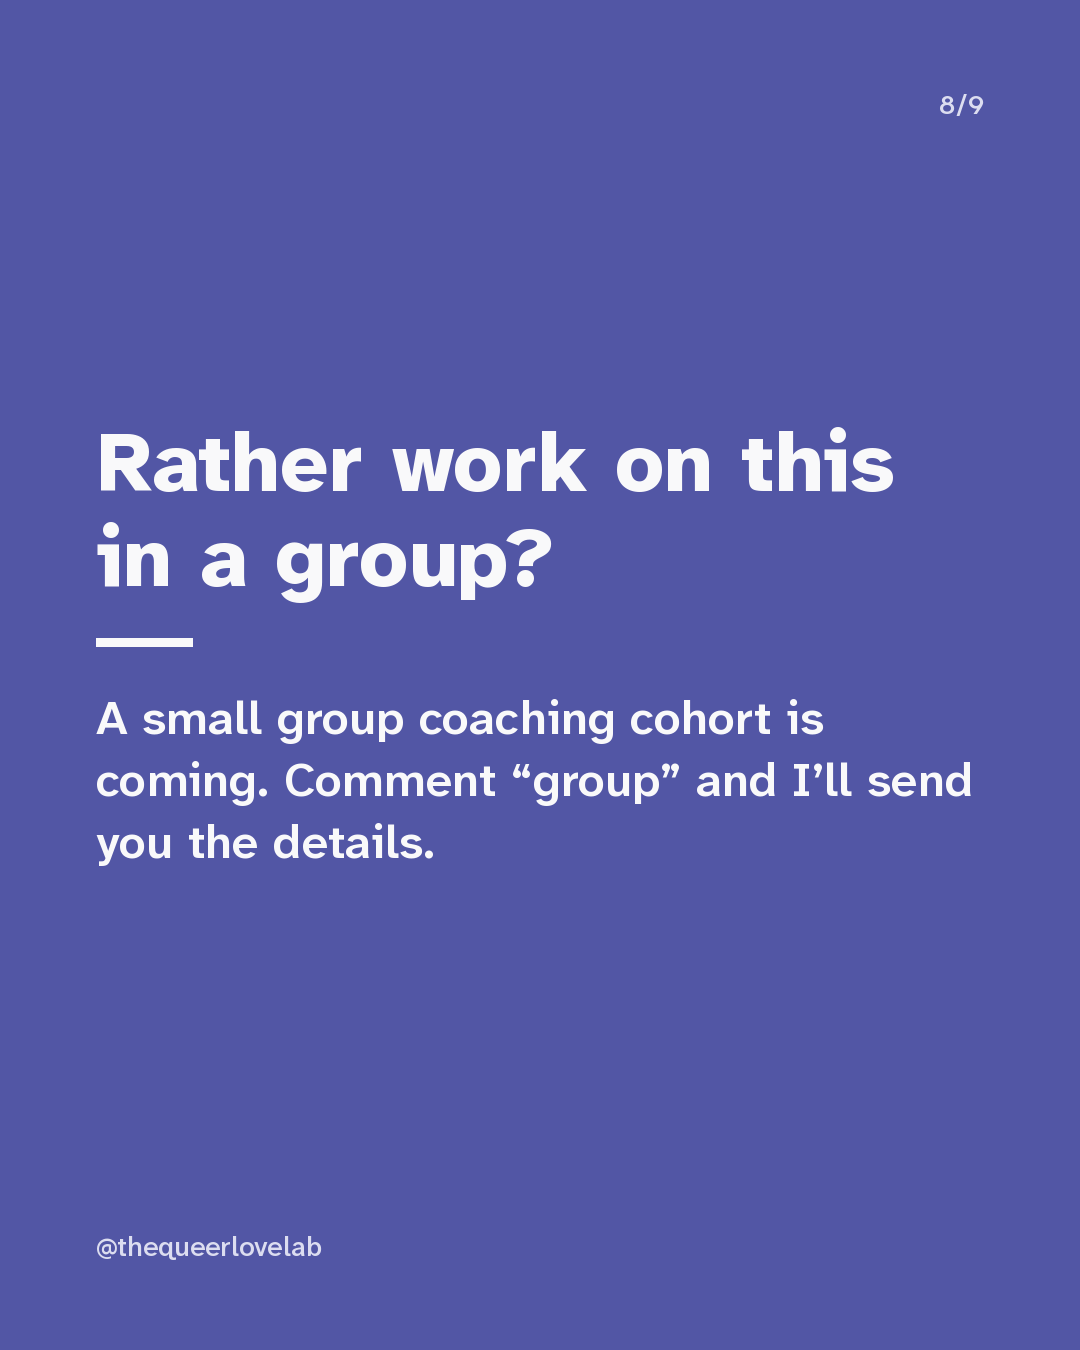 8/9
Rather work on this
in a group?
A small group coaching cohort is
coming. Comment “group” and I’ll send
you the details.
@thequeerlovelab